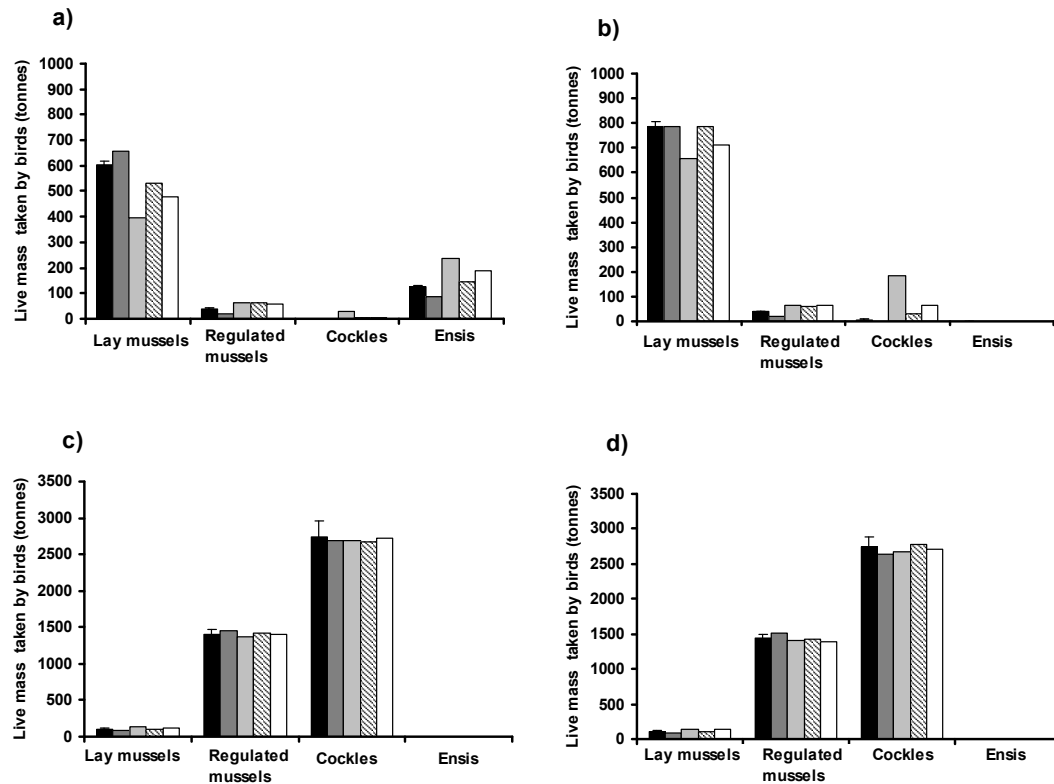 a)
Live mass taken by birds (tonnes)
1000
900
800
700
600
500
400
300
200
100
0
Lay mussels
Regulated
mussels
Cockles
Ensis
b)
Live mass taken by birds (tonnes)
1000
900
800
700
600
500
400
300
200
100
0
Lay mussels
Regulated
mussels
Cockles
Ensis
c)
Live mass taken by birds (tonnes)
3500
3000
2500
2000
1500
1000
500
0
Lay mussels
Regulated
mussels
Cockles
Ensis
d)
Live mass taken by birds (tonnes)
3500
3000
2500
2000
1500
1000
500
0
Lay mussels
Regulated
mussels
Cockles
Ensis